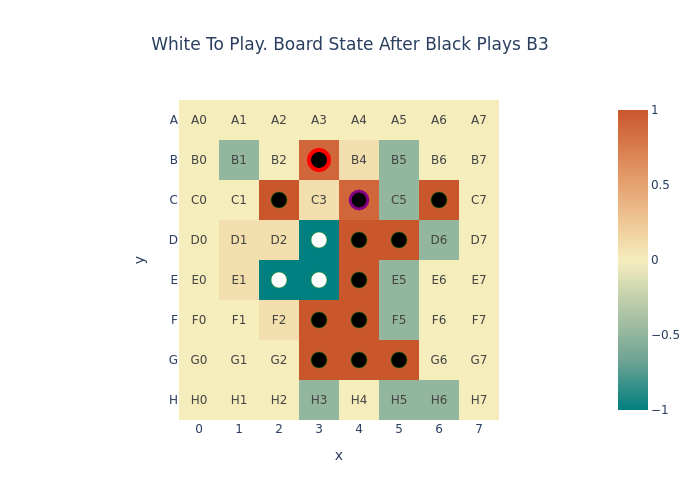 White To Play. Board State After Black Plays B3
A A0 A1 A2 A3 A4 A5 A6 A7
B B0 B1 B2 B4 B5 B6 B7
C C0 C1 C3 C5 C7
D D0 D1 D2 D6 D7
E E0 E1 E5 E6 E7
F F0 F1 F2 F5 F6 F7
G G0 G1 G2 G6 G7
H H0 H1 H2 H3 H4 H5 H6 H7
0 1 2 3 4 5 6 7
x
y
1
0.5
0
−0.5
−1